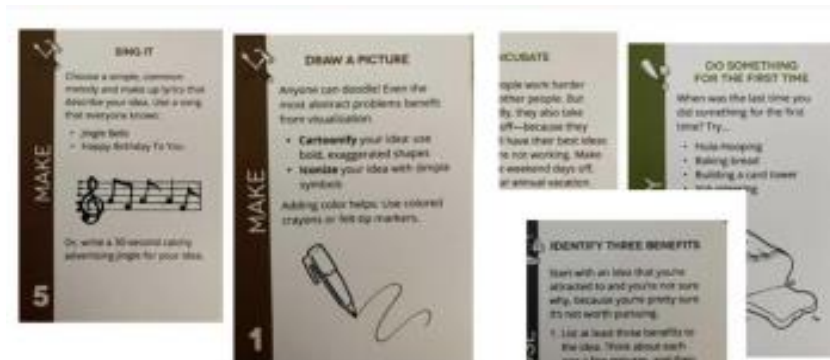 SING IT
Choose a simple, common
melody and make up lyrics that
describe your idea. Use a song
that everyone knows:
• Jingle Bells
• Happy Birthday To You
Or, write a 30-second catchy
advertising jingle for your idea.
MAKE
5
DRAW A PICTURE
Anyone can doodle! Even the
most abstract problems benefit
from visualisation.
• Cartoonify your idea: use
bold, exaggerated shapes
• Iconize your idea with simple
symbols
Adding color helps: Use colored
crayons or felt-tip markers.
MAKE
1
NCUBATE
ople work harder
other people. But
lly, they also take
off—because they
have their best ideas
re not working. Make
weekend days off.
ar annual vacation
DO SOMETHING
FOR THE FIRST TIME
When was the last time you
did something for the first
time? Try...
• Hula-Hooping
• Baking bread
• Building a card tower
IDENTIFY THREE BENEFITS
Start with an idea that you're
attracted to and you're not sure
why, because you're pretty sure
it's not worth pursuing.
1. List at least three benefits to
the idea. Think about each